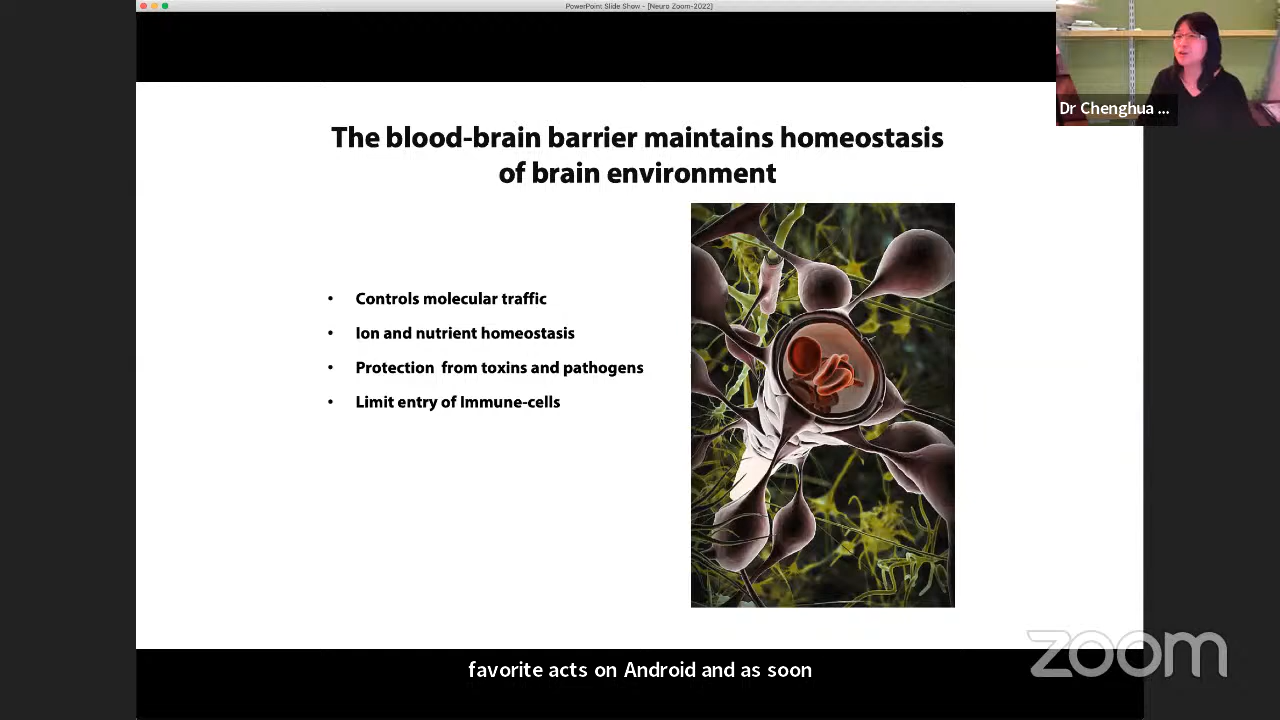 PowerPoint Slide Show - [Neuro Zoom-2022]
Dr Chenghua ...
The blood-brain barrier maintains homeostasis
of brain environment
• Controls molecular traffic
• Ion and nutrient homeostasis
• Protection from toxins and pathogens
• Limit entry of Immune-cells
favorite acts on Android and as soon
zoom